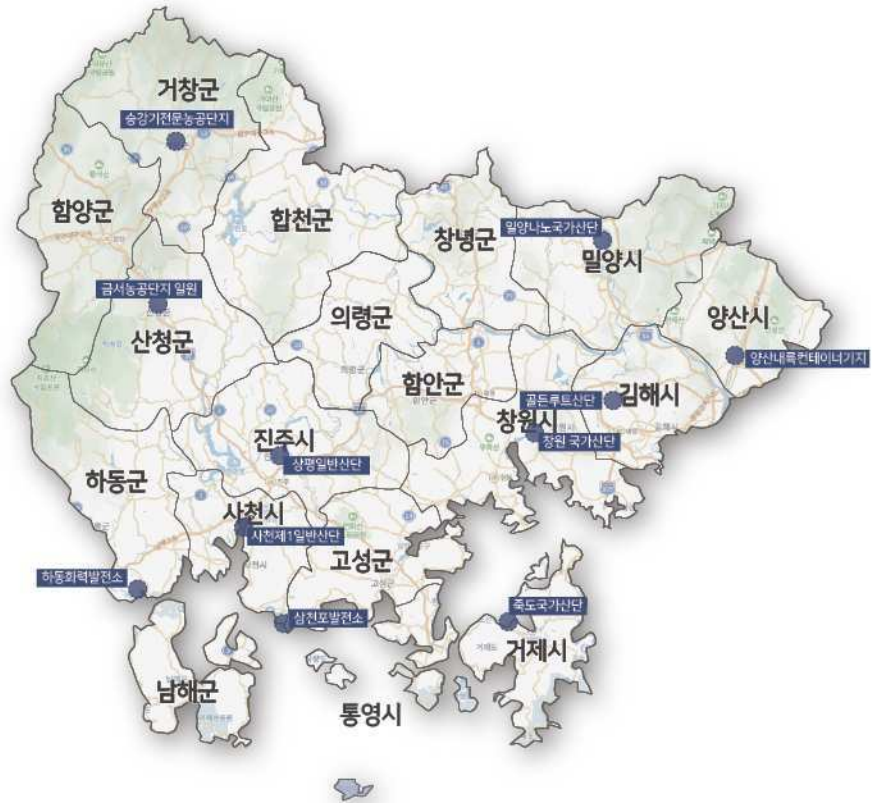 거창군
승강기전문농공단지
함양군
합천군
창녕군
밀양나노국가산단
밀양시
금서농공단지 일원
산청군
의령군
양산시
양산내륙컨테이너기지
함안군
골든루트산단
김해시
창원시
창원 국가산단
진주시
상평일반산단
하동군
사천시
사천제1일반산단
고성군
하동화력발전소
삼천포발전소
죽도국가산단
거제시
남해군
통영시